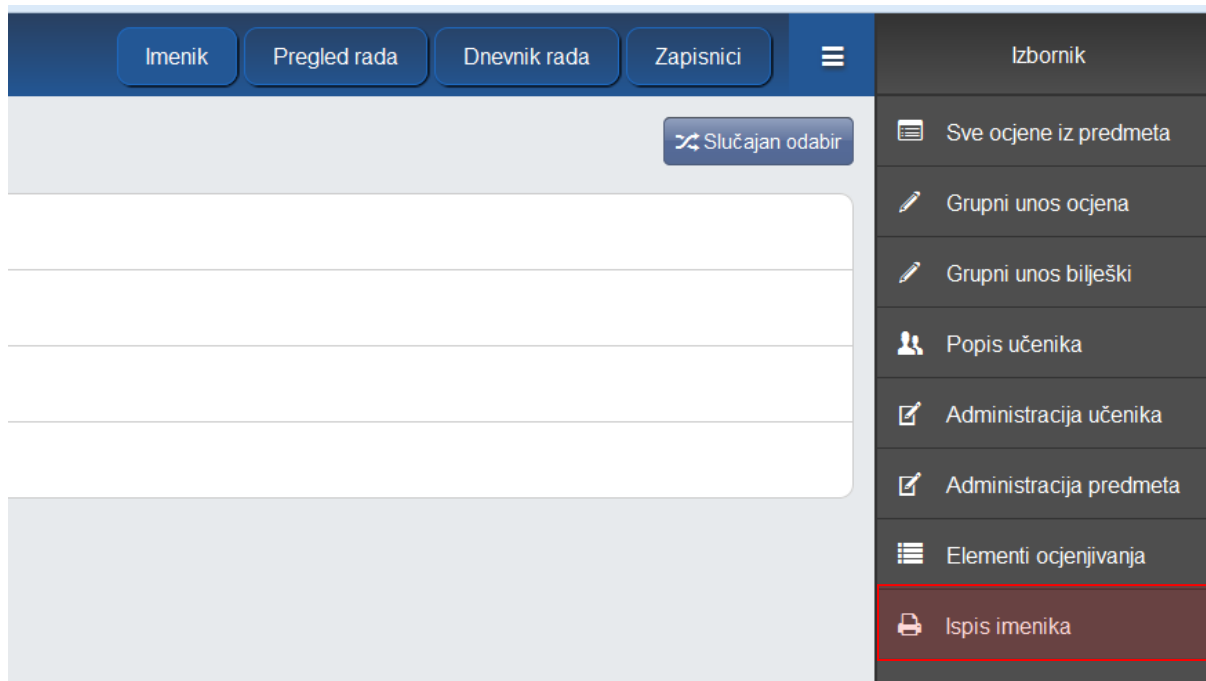 Imenik Pregled rada Dnevnik rada Zapisnici
Izbornik
Slučajan odabir
Sve ocjene iz predmeta
Grupni unos ocjena
Grupni unos bilješki
Popis učenika
Administracija učenika
Administracija predmeta
Elementi ocjenjivanja
Ispis imenika